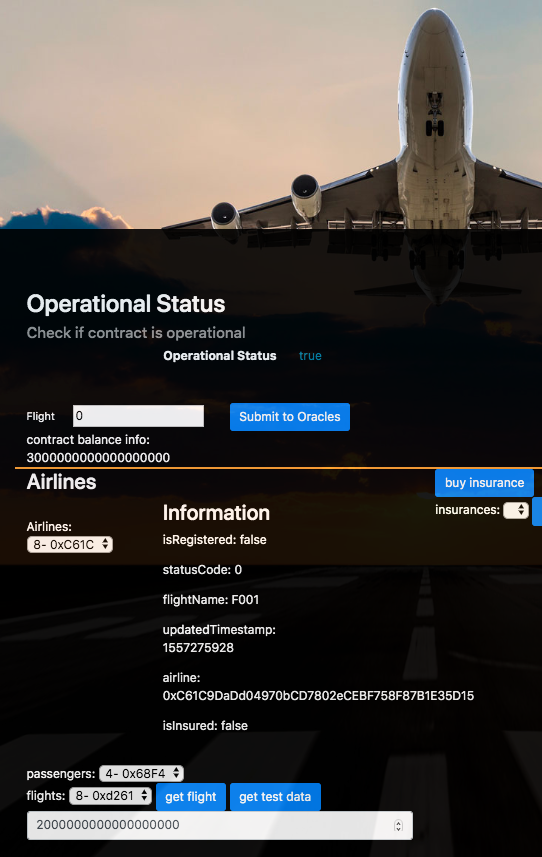 Operational Status
Check if contract is operational
Operational Status true
Flight 0 Submit to Oracles
contract balance info:
3000000000000000000
Airlines
buy insurance
insurances:
Information
Airlines:
8- 0xC61C
isRegistered: false
statusCode: 0
flightName: F001
updatedTimestamp:
1557275928
airline:
0xC61C9DaDd04970bCD7802eCEBF758F87B1E35D15
isInsured: false
passengers: 4- 0x68F4
flights: 8- 0xd261 get flight get test data
2000000000000000000